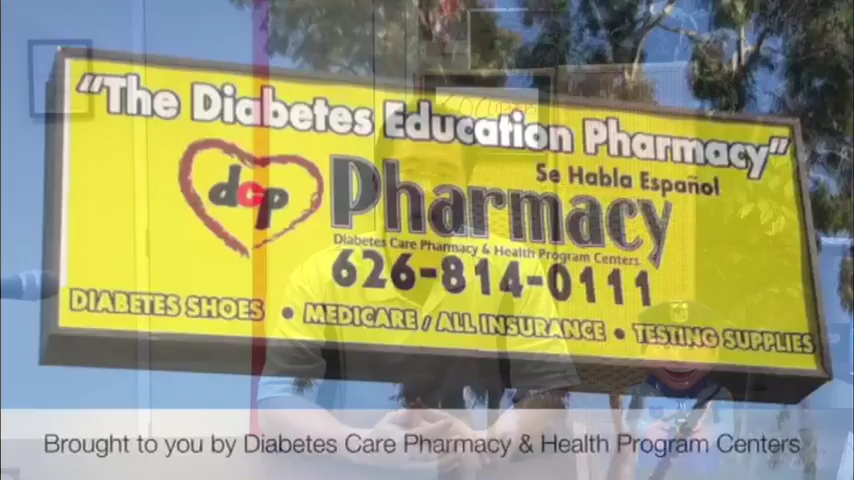 "The Diabetes Education Pharmacy"
Se Habla Español
dcp Pharmacy
Diabetes Care Pharmacy & Health Program Centers
626-814-0111
DIABETES SHOES • MEDICARE / ALL INSURANCE • TESTING SUPPLIES
Brought to you by Diabetes Care Pharmacy & Health Program Centers